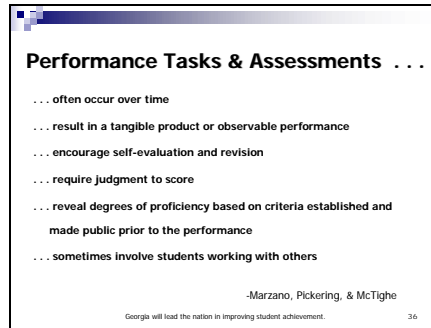 Performance Tasks & Assessments . . .
. . . often occur over time
. . . result in a tangible product or observable performance
. . . encourage self-evaluation and revision
. . . require judgment to score
. . . reveal degrees of proficiency based on criteria established and
made public prior to the performance
. . . sometimes involve students working with others
-Marzano, Pickering, & McTighe
Georgia will lead the nation in improving student achievement. 36